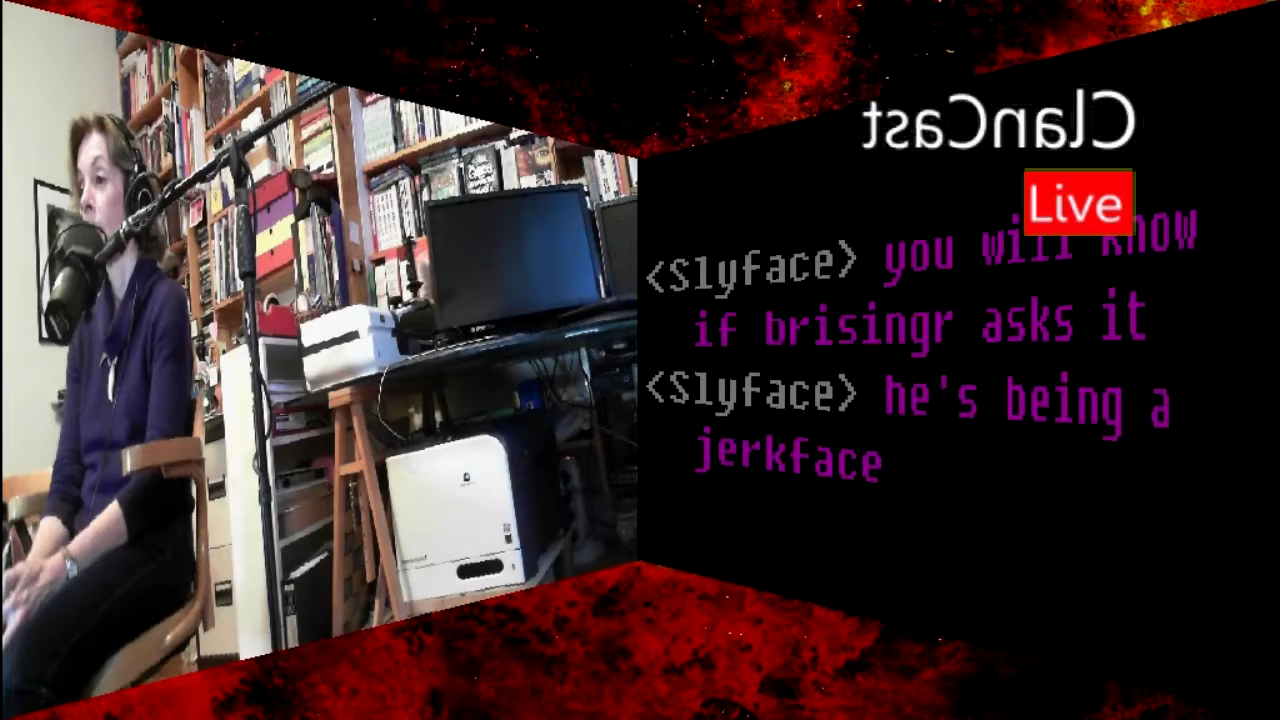 ClanCast
Live
<Slyface> you will know
if brisingr asks it
<Slyface> he's being a
jerkface